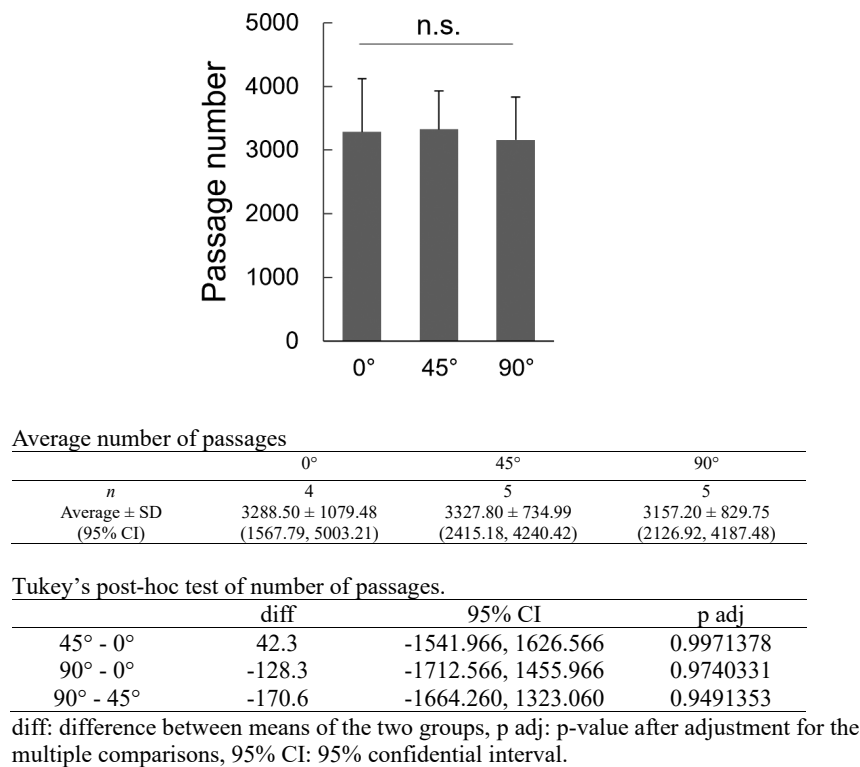 5000
n.s.
4000
3000
2000
1000
0
Passage number
0° 45° 90°
Average number of passages
0° 45° 90°
n 4 5 5
Average ± SD 3288.50 ± 1079.48 3327.80 ± 734.99 3157.20 ± 829.75
(95% CI) (1567.79, 5003.21) (2415.18, 4240.42) (2126.92, 4187.48)
Tukey’s post-hoc test of number of passages.
diff 95% CI p adj
45° - 0° 42.3 -1541.966, 1626.566 0.9971378
90° - 0° -128.3 -1712.566, 1455.966 0.9740331
90° - 45° -170.6 -1664.260, 1323.060 0.9491353
diff: difference between means of the two groups, p adj: p-value after adjustment for the
multiple comparisons, 95% CI: 95% confidential interval.